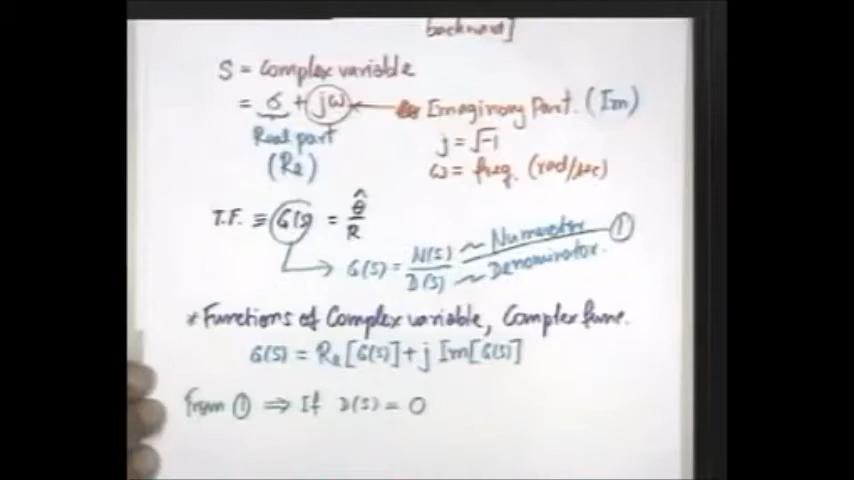 backward]
S = Complex variable
= σ + jω ← Imaginary Part. (Im)
Real part j = √-1
(Re) ω = freq. (rad/sec)
T.F. ≡ G(s) = θ̂/R
G(S) = N(S)/D(S) ~ Numerator ~ Denominator. ①
* Functions of Complex variable, Complex func.
G(S) = Re [G(S)] + j Im [G(S)]
From ① ⇒ If D(S) = 0